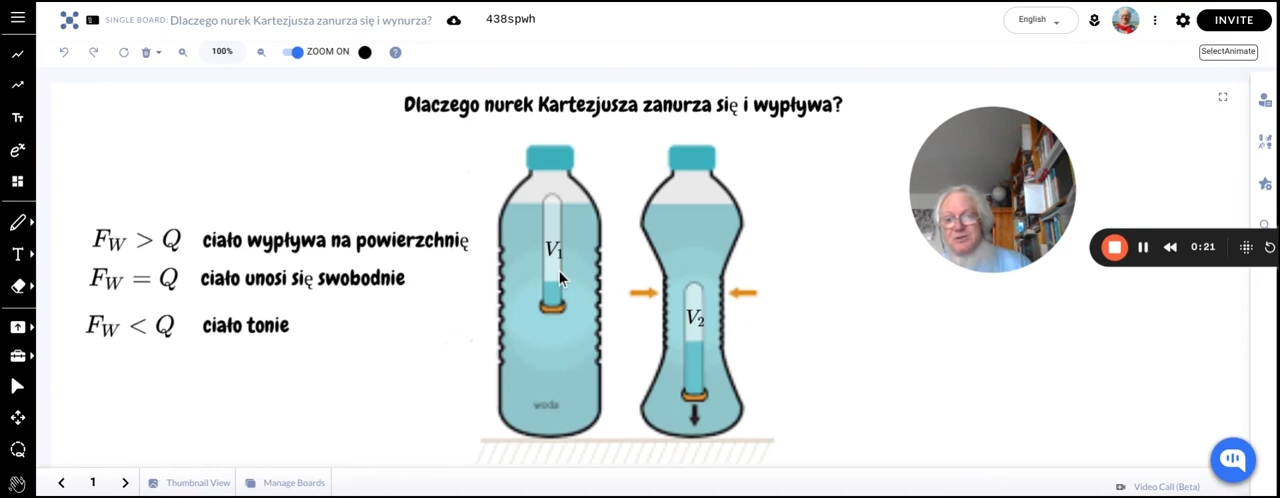 SINGLE BOARD: Dlaczego nurek Kartezjusza zanurza się i wynurza?
438spwh
English
INVITE
100%
ZOOM ON
SelectAnimate
Dlaczego nurek Kartezjusza zanurza się i wypływa?
F_W > Q ciało wypływa na powierzchnię
F_W = Q ciało unosi się swobodnie
F_W < Q ciało tonie
V_1
V_2
woda
0:21
1
Thumbnail View
Manage Boards
Video Call (Beta)